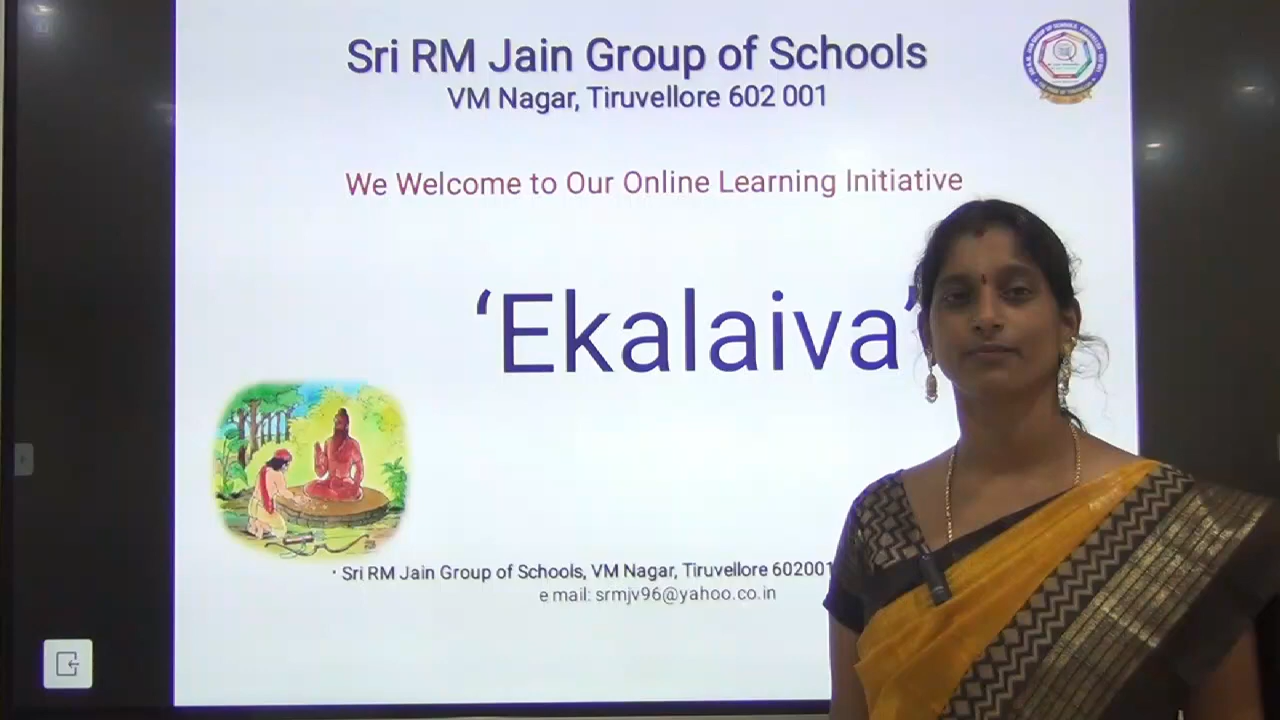 Sri RM Jain Group of Schools
VM Nagar, Tiruvellore 602 001
We Welcome to Our Online Learning Initiative
‘Ekalaiva’
· Sri RM Jain Group of Schools, VM Nagar, Tiruvellore 602001
e mail: srmjv96@yahoo.co.in